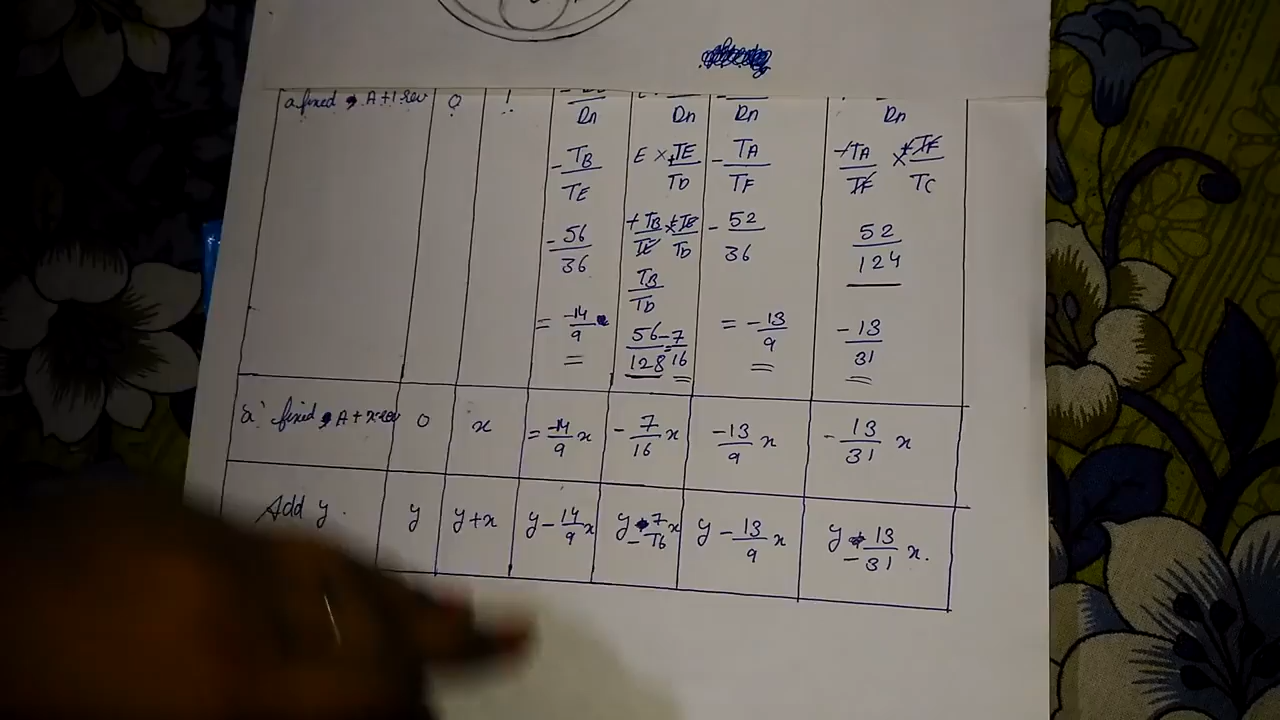 a fixed, A+1 rev 0 1
Dn Dn Dn Dn
- TB/TE E × TE/TD - TA/TF -TA/TF × TF/TC
- 56/36 + TB/TE × TE/TD - 52/36 52/124
TB/TD
= -14/9 56/128 = 7/16 = -13/9 -13/31
'a' fixed, A+x rev 0 x = -14/9 x - 7/16 x -13/9 x - 13/31 x
Add y. y y+x y - 14/9 x y - 7/16 x y - 13/9 x y - 13/31 x.